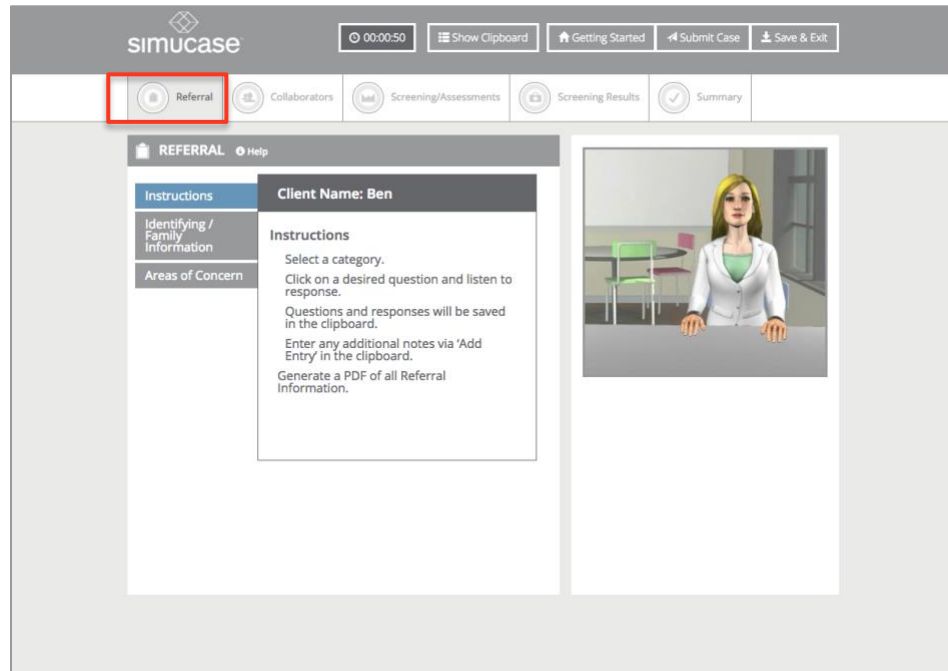 simucase
00:00:50
Show Clipboard
Getting Started
Submit Case
Save & Exit
Referral
Collaborators
Screening/Assessments
Screening Results
Summary
REFERRAL Help
Instructions
Identifying /
Family
Information
Areas of Concern
Client Name: Ben
Instructions
Select a category.
Click on a desired question and listen to
response.
Questions and responses will be saved
in the clipboard.
Enter any additional notes via 'Add
Entry' in the clipboard.
Generate a PDF of all Referral
Information.